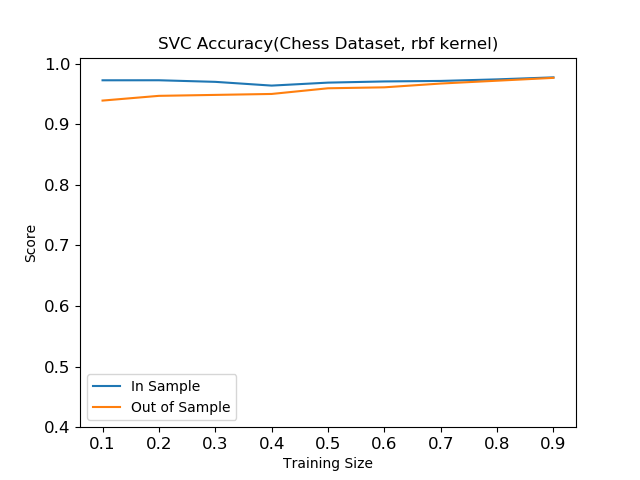 SVC Accuracy(Chess Dataset, rbf kernel)
1.0
0.9
0.8
0.7
0.6
0.5
0.4
Score
In Sample
Out of Sample
0.1 0.2 0.3 0.4 0.5 0.6 0.7 0.8 0.9
Training Size